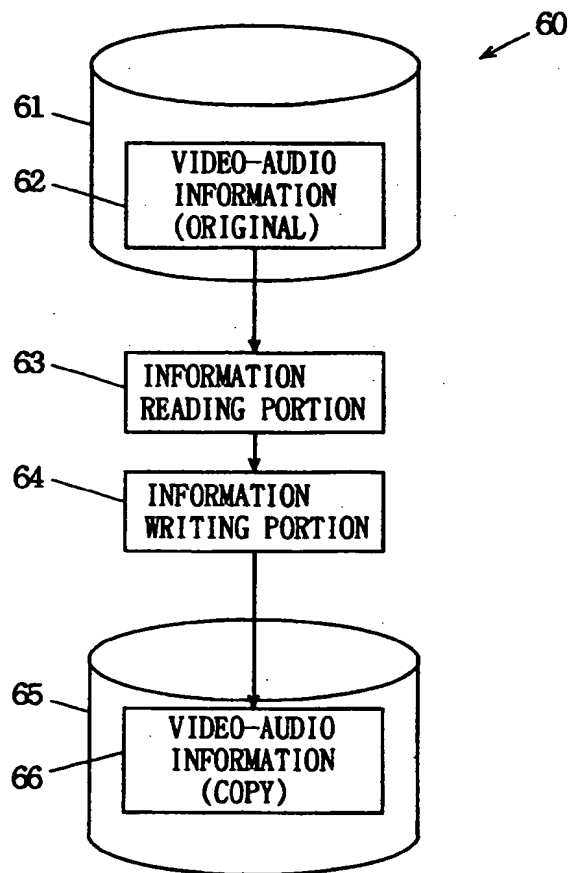 60
61
VIDEO-AUDIO
62
INFORMATION
(ORIGINAL)
63
INFORMATION
READING PORTION
64
INFORMATION
WRITING PORTION
65
VIDEO-AUDIO
INFORMATION
66
(COPY)